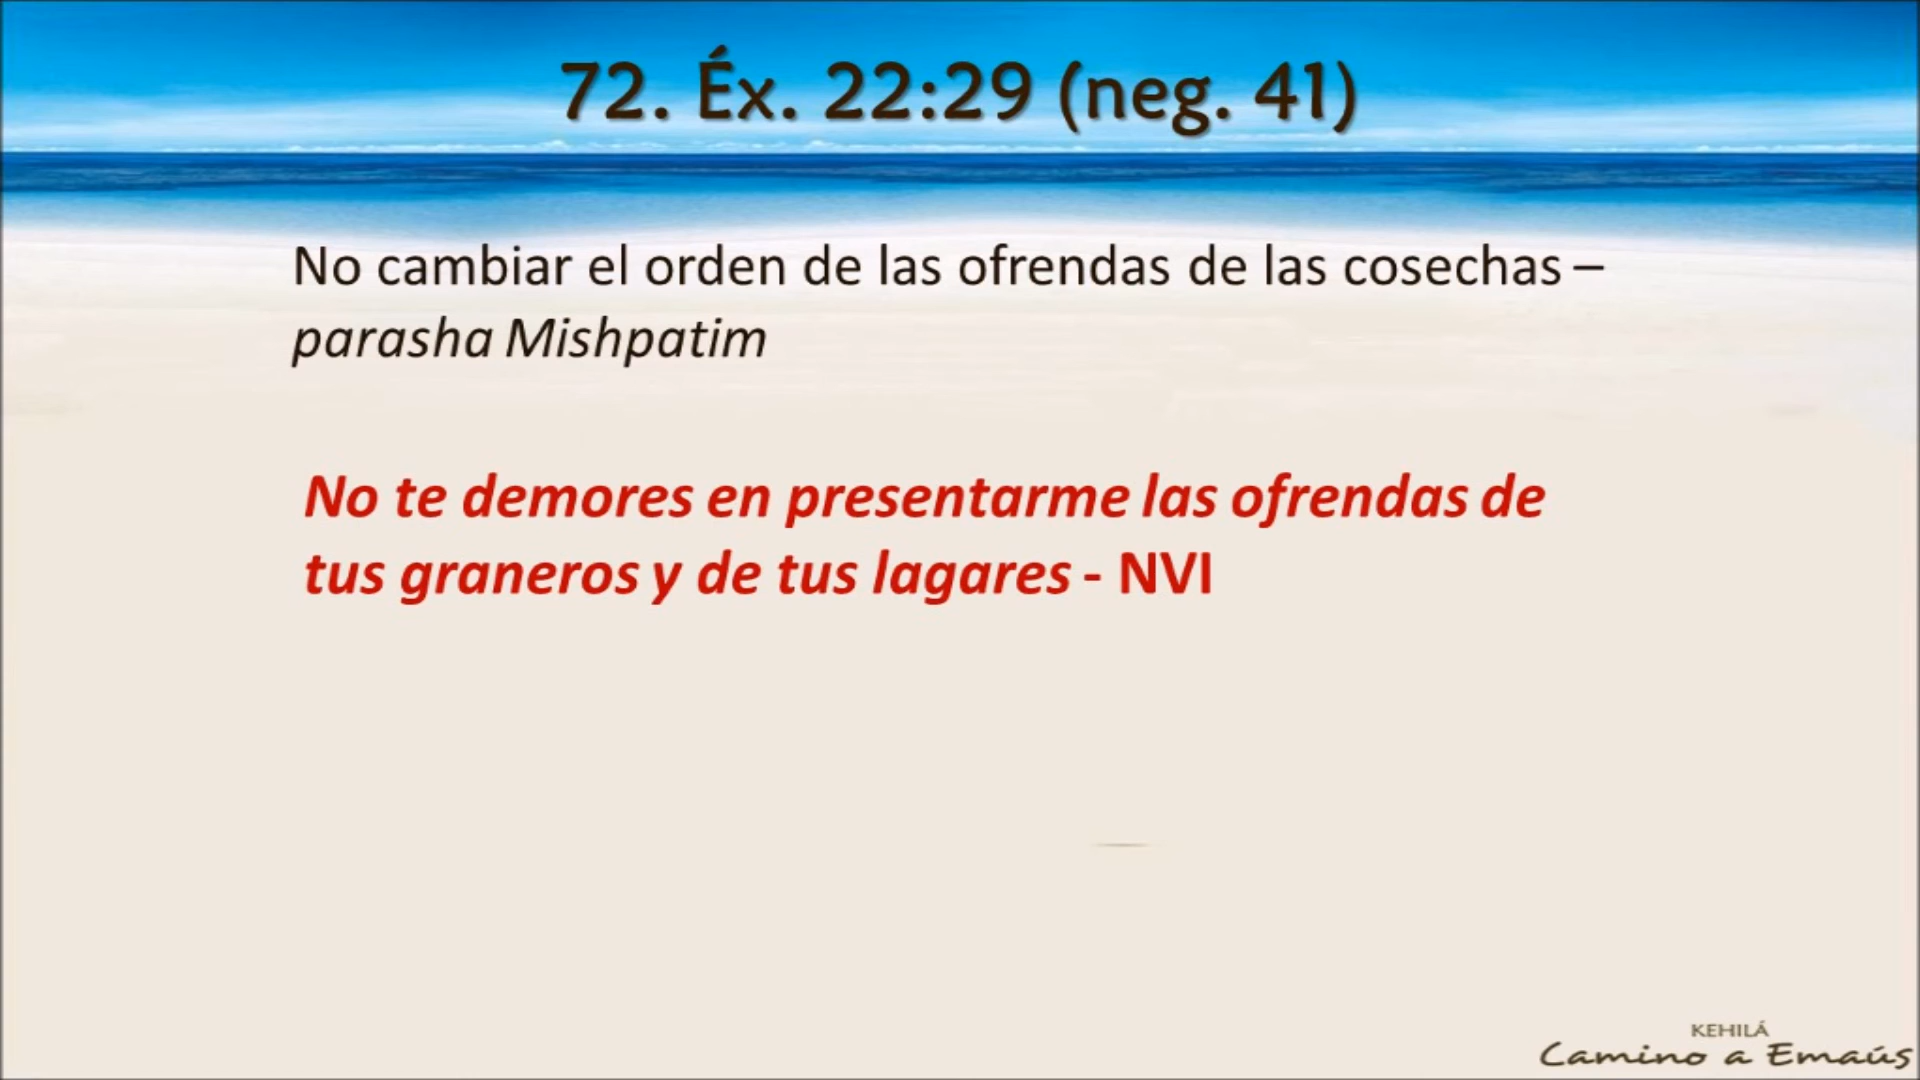 72. Éx. 22:29 (neg. 41)
No cambiar el orden de las ofrendas de las cosechas –
parasha Mishpatim
No te demores en presentarme las ofrendas de
tus graneros y de tus lagares - NVI
KEHILÁ
Camino a Emaús